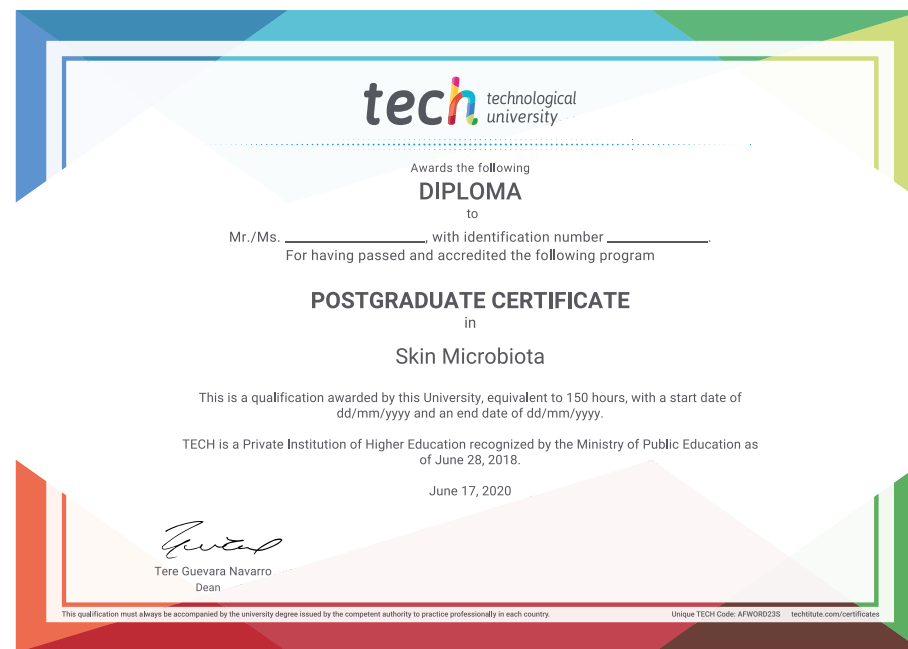 tech technological
university
Awards the following
DIPLOMA
to
Mr./Ms. ____________________, with identification number ______________.
For having passed and accredited the following program
POSTGRADUATE CERTIFICATE
in
Skin Microbiota
This is a qualification awarded by this University, equivalent to 150 hours, with a start date of
dd/mm/yyyy and an end date of dd/mm/yyyy.
TECH is a Private Institution of Higher Education recognized by the Ministry of Public Education as
of June 28, 2018.
June 17, 2020
Tere Guevara Navarro
Dean
This qualification must always be accompanied by the university degree issued by the competent authority to practice professionally in each country. Unique TECH Code: AFWORD23S techtitute.com/certificates